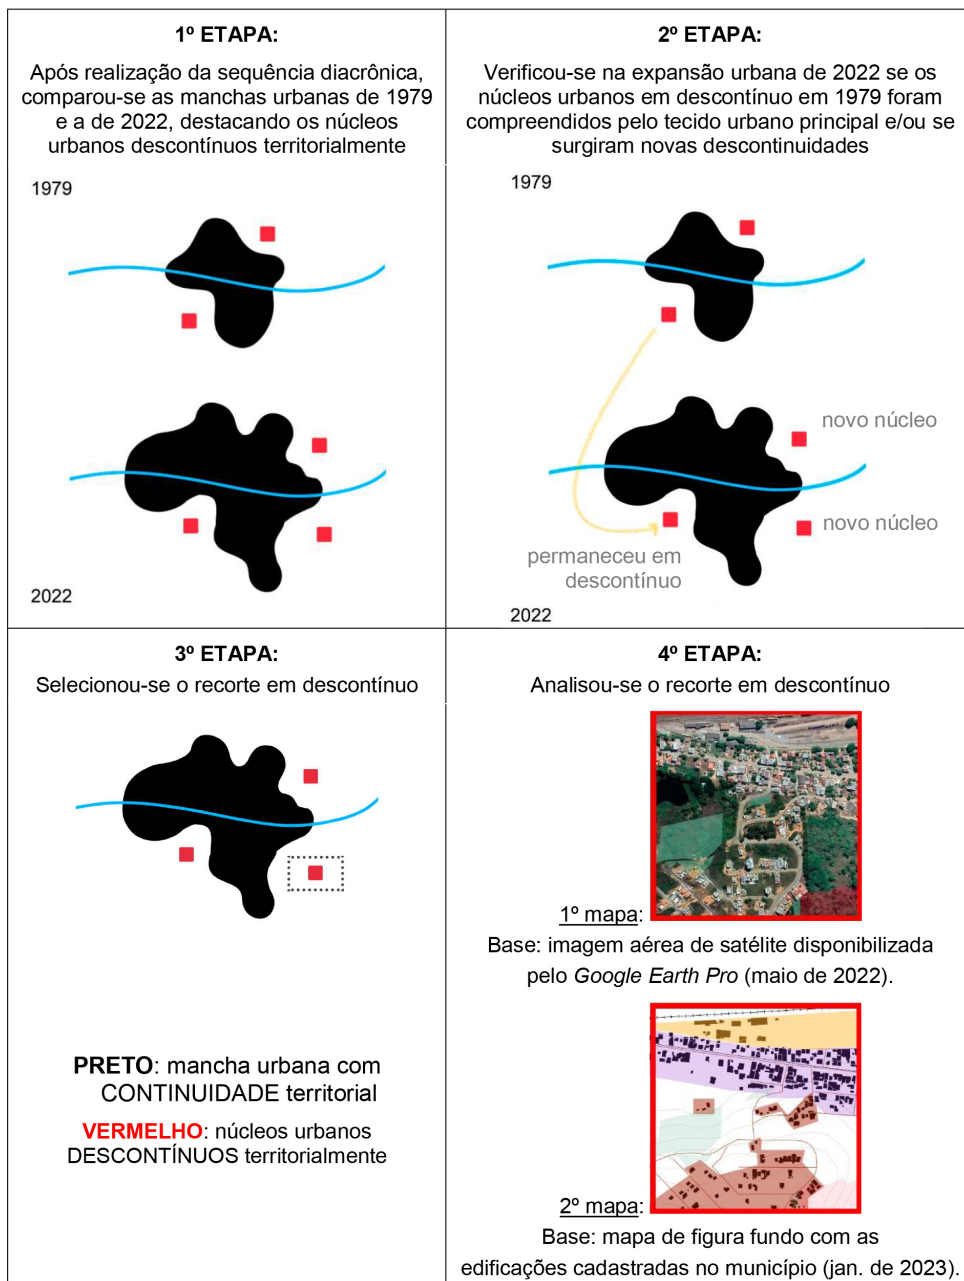 1º ETAPA:
Após realização da sequência diacrônica,
comparou-se as manchas urbanas de 1979
e a de 2022, destacando os núcleos
urbanos descontínuos territorialmente
1979
2022
2º ETAPA:
Verificou-se na expansão urbana de 2022 se os
núcleos urbanos em descontínuo em 1979 foram
compreendidos pelo tecido urbano principal e/ou se
surgiram novas descontinuidades
1979
novo núcleo
novo núcleo
permaneceu em
descontínuo
2022
3º ETAPA:
Selecionou-se o recorte em descontínuo
PRETO: mancha urbana com
CONTINUIDADE territorial
VERMELHO: núcleos urbanos
DESCONTÍNUOS territorialmente
4º ETAPA:
Analisou-se o recorte em descontínuo
1º mapa:
Base: imagem aérea de satélite disponibilizada
pelo Google Earth Pro (maio de 2022).
2º mapa:
Base: mapa de figura fundo com as
edificações cadastradas no município (jan. de 2023).